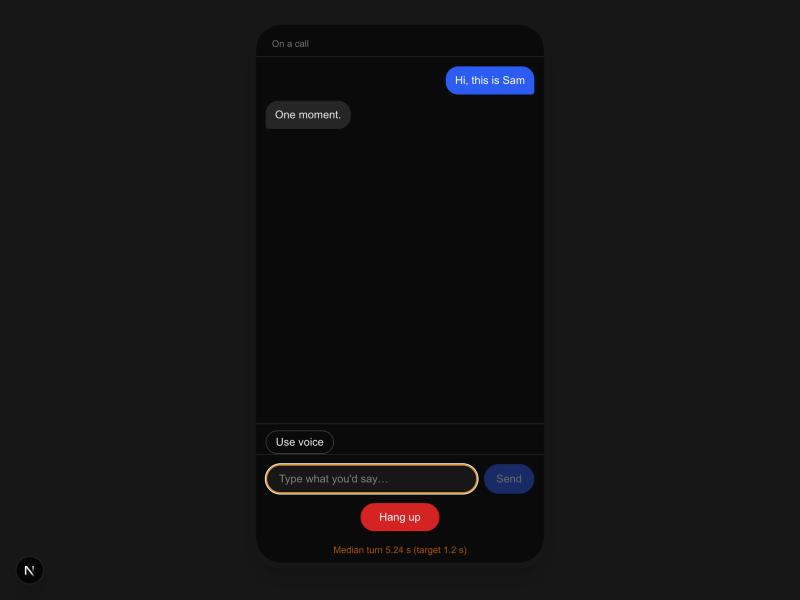 On a call
Hi, this is Sam
One moment.
Use voice
Type what you'd say…
Send
Hang up
Median turn 5.24 s (target 1.2 s)
N